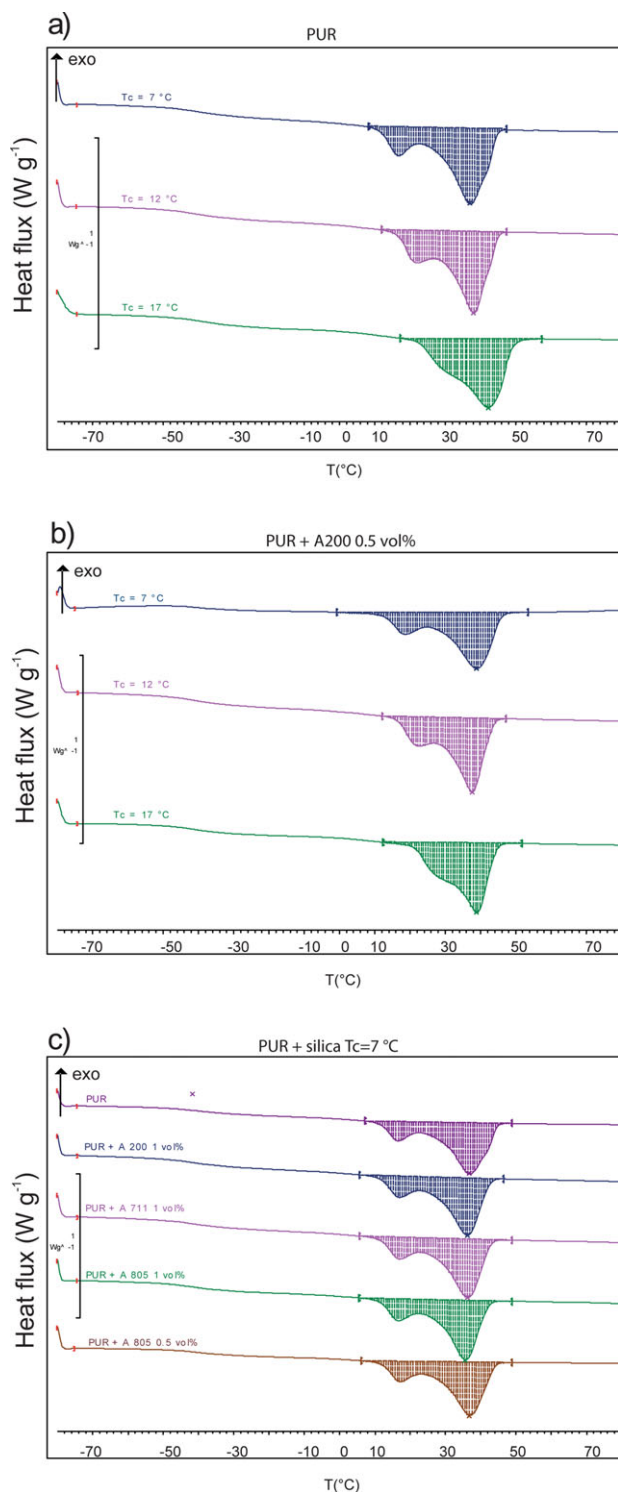 a)
PUR
exo
Tc = 7 °C
Tc = 12 °C
1
Wg^ -1
Tc = 17 °C
Heat flux (W g⁻¹)
-70 -50 -30 -10 0 10 30 50 70
T(°C)
b)
PUR + A200 0.5 vol%
exo
Tc = 7 °C
Tc = 12 °C
1
Wg^ -1
Tc = 17 °C
Heat flux (W g⁻¹)
-70 -50 -30 -10 0 10 30 50 70
T(°C)
c)
PUR + silica Tc=7 °C
exo
PUR
PUR + A 200 1 vol%
PUR + A 711 1 vol%
1
Wg^ -1
PUR + A 805 1 vol%
PUR + A 805 0.5 vol%
Heat flux (W g⁻¹)
-70 -50 -30 -10 0 10 30 50 70
T(°C)